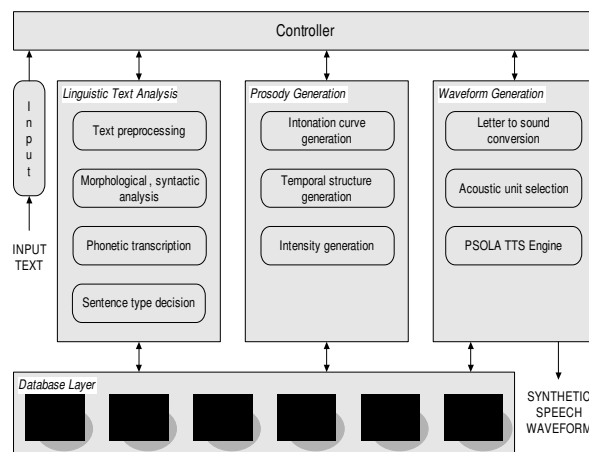 Controller
I
n
p
u
t
INPUT
TEXT
Linguistic Text Analysis
Text preprocessing
Morphological , syntactic
analysis
Phonetic transcription
Sentence type decision
Prosody Generation
Intonation curve
generation
Temporal structure
generation
Intensity generation
Waveform Generation
Letter to sound
conversion
Acoustic unit selection
PSOLA TTS Engine
Database Layer
SYNTHETIC
SPEECH
WAVEFORM